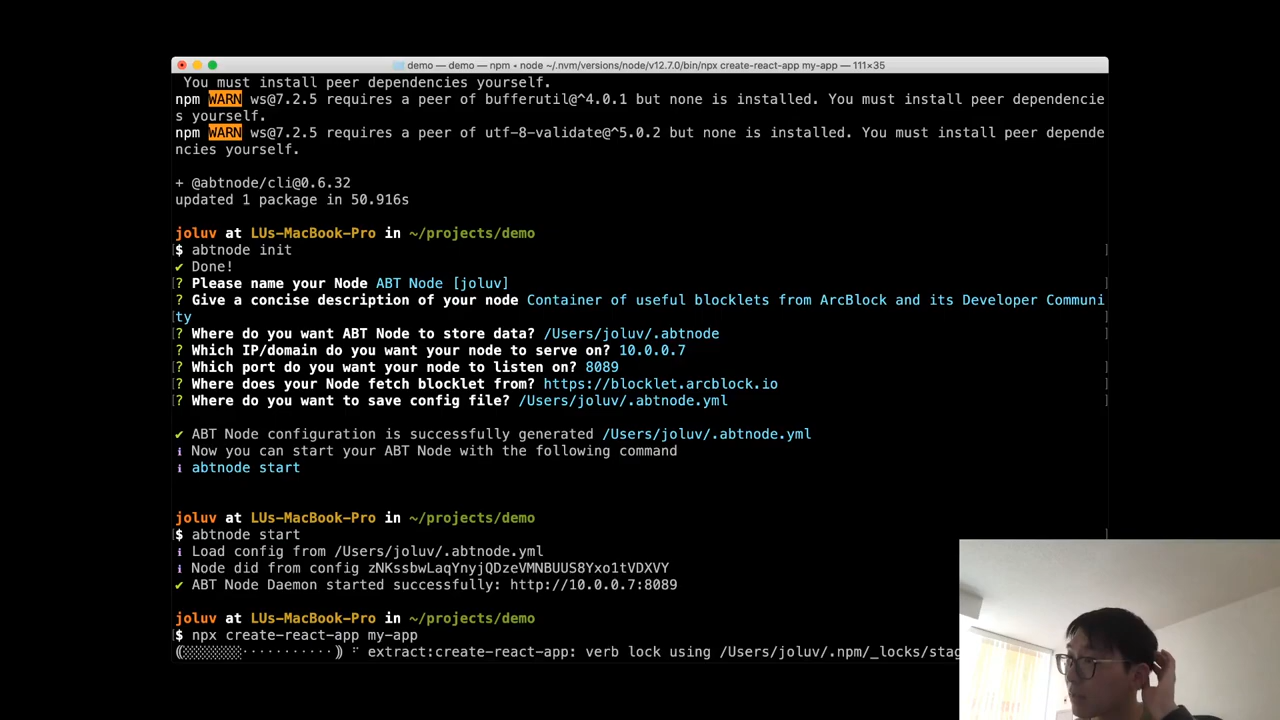 demo — demo — npm • node ~/.nvm/versions/node/v12.7.0/bin/npx create-react-app my-app — 111×35
You must install peer dependencies yourself.
npm WARN ws@7.2.5 requires a peer of bufferutil@^4.0.1 but none is installed. You must install peer dependencie
s yourself.
npm WARN ws@7.2.5 requires a peer of utf-8-validate@^5.0.2 but none is installed. You must install peer depende
ncies yourself.
+ @abtnode/cli@0.6.32
updated 1 package in 50.916s
joluv at LUs-MacBook-Pro in ~/projects/demo
$ abtnode init
✔ Done!
? Please name your Node ABT Node [joluv]
? Give a concise description of your node Container of useful blocklets from ArcBlock and its Developer Communi
ty
? Where do you want ABT Node to store data? /Users/joluv/.abtnode
? Which IP/domain do you want your node to serve on? 10.0.0.7
? Which port do you want your node to listen on? 8089
? Where does your Node fetch blocklet from? https://blocklet.arcblock.io
? Where do you want to save config file? /Users/joluv/.abtnode.yml
✔ ABT Node configuration is successfully generated /Users/joluv/.abtnode.yml
ℹ Now you can start your ABT Node with the following command
ℹ abtnode start
joluv at LUs-MacBook-Pro in ~/projects/demo
$ abtnode start
ℹ Load config from /Users/joluv/.abtnode.yml
ℹ Node did from config zNKssbwLaqYnyjQDzeVMNBUUS8Yxo1tVDXVY
✔ ABT Node Daemon started successfully: http://10.0.0.7:8089
joluv at LUs-MacBook-Pro in ~/projects/demo
$ npx create-react-app my-app
extract:create-react-app: verb lock using /Users/joluv/.npm/_locks/stag